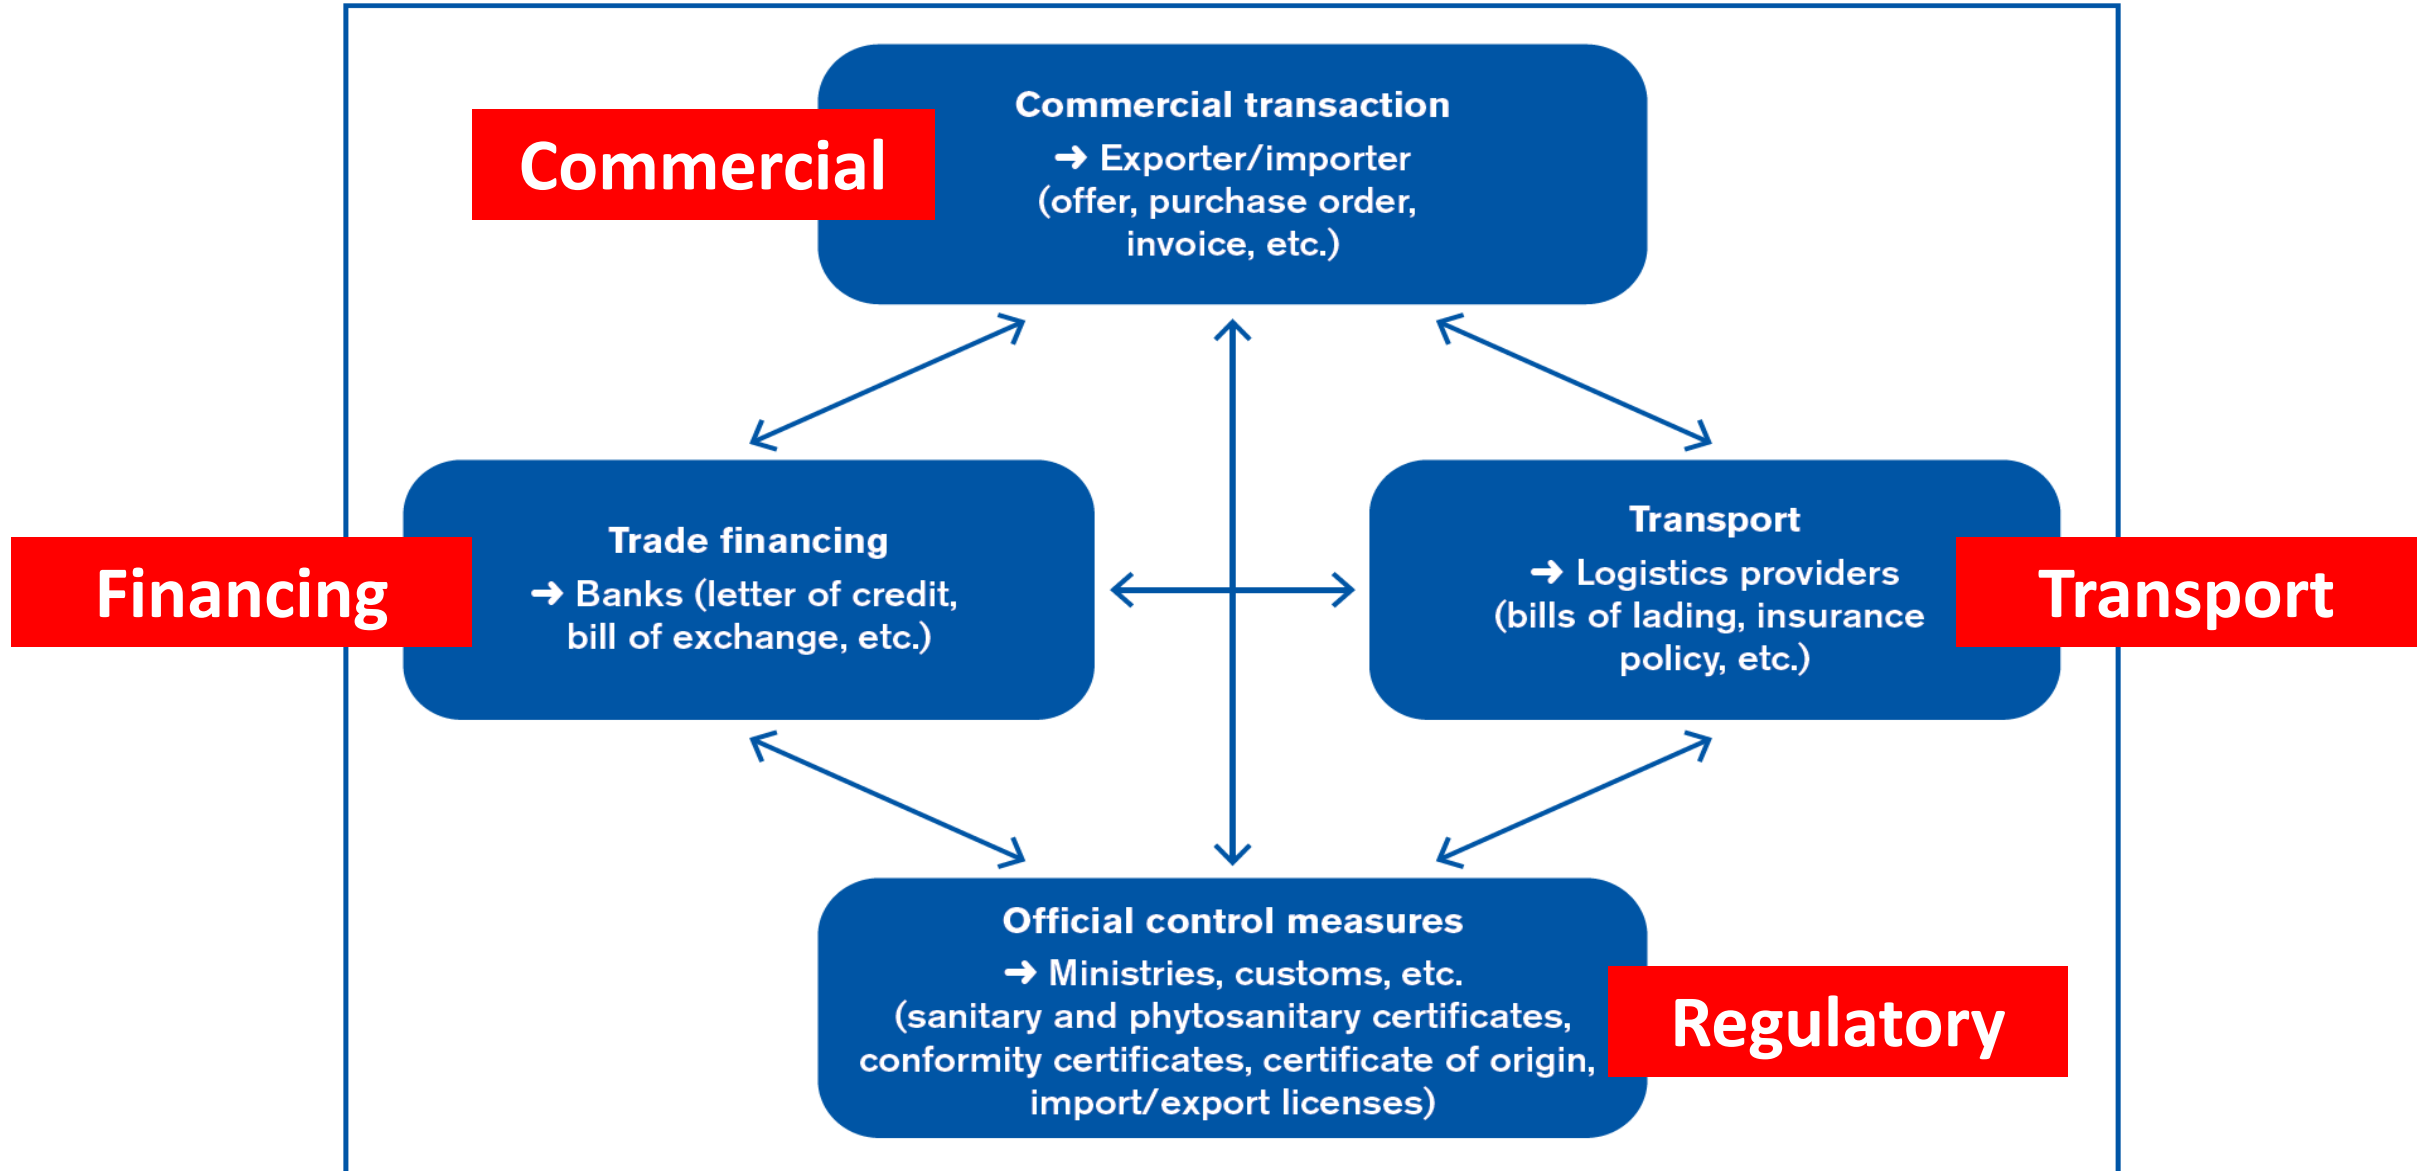 Commercial transaction
➜ Exporter/importer
(offer, purchase order,
invoice, etc.)
Commercial
Trade financing
➜ Banks (letter of credit,
bill of exchange, etc.)
Financing
Transport
➜ Logistics providers
(bills of lading, insurance
policy, etc.)
Transport
Official control measures
➜ Ministries, customs, etc.
(sanitary and phytosanitary certificates,
conformity certificates, certificate of origin,
import/export licenses)
Regulatory